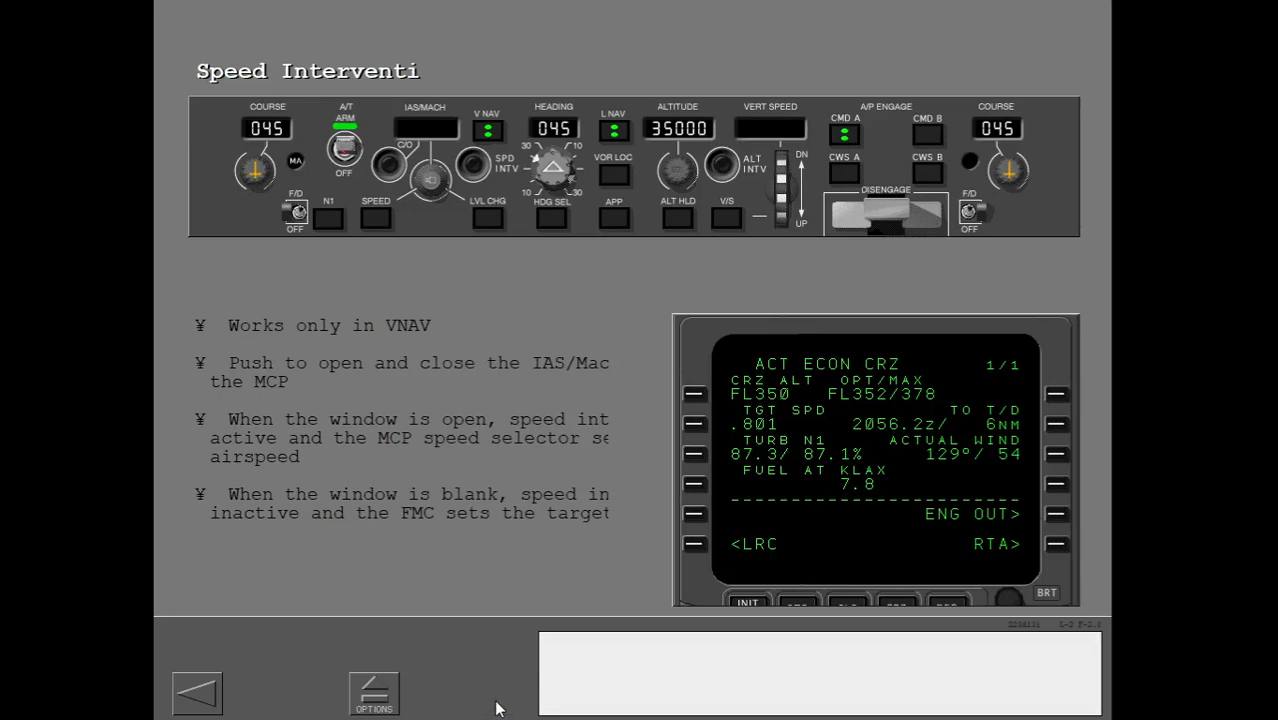 Speed Interventi
COURSE A/T IAS/MACH HEADING ALTITUDE VERT SPEED A/P ENGAGE COURSE
ARM V NAV L NAV CMD A CMD B
045 045 35000 045
C/O 30 10 DN
MA SPD INTV VOR LOC ALT INTV CWS A CWS B
OFF
10 30 DISENGAGE
F/D N1 SPEED LVL CHG HDG SEL APP ALT HLD V/S UP F/D
OFF OFF
¥ Works only in VNAV
¥ Push to open and close the IAS/Mac
the MCP
¥ When the window is open, speed int
active and the MCP speed selector se
airspeed
¥ When the window is blank, speed in
inactive and the FMC sets the target
ACT ECON CRZ 1/1
CRZ ALT OPT/MAX
FL350 FL352/378
TGT SPD TO T/D
.801 2056.2z/ 6NM
TURB N1 ACTUAL WIND
87.3/ 87.1% 129°/ 54
FUEL AT KLAX
7.8
--------------------------------
ENG OUT>
<LRC RTA>
BRT
INIT
OPTIONS